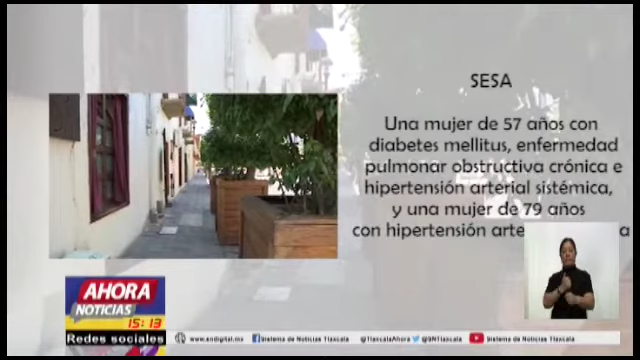 SESA
Una mujer de 57 años con
diabetes mellitus, enfermedad
pulmonar obstructiva crónica e
hipertensión arterial sistémica,
y una mujer de 79 años
con hipertensión arte
AHORA
NOTICIAS
15:13
Redes sociales
www.sndigital.mx Sistema de Noticias Tlaxcala @TlaxcalaAhora @SNTlaxcala Sistema de Noticias Tlaxcala